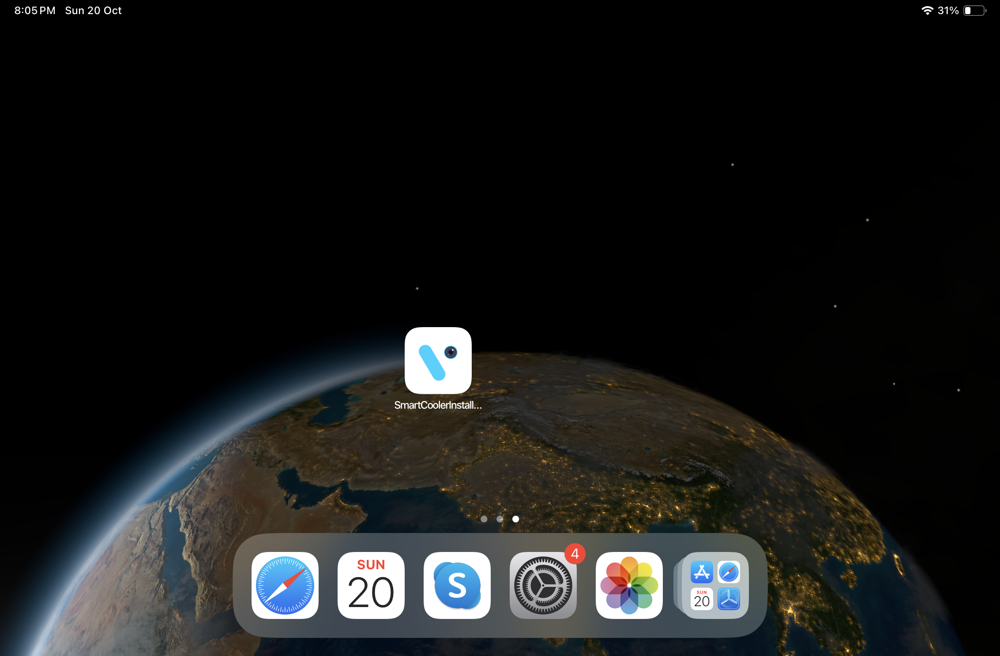 8:05 PM Sun 20 Oct
31%
SmartCoolerInstall...
SUN
20
S
4
SUN
20